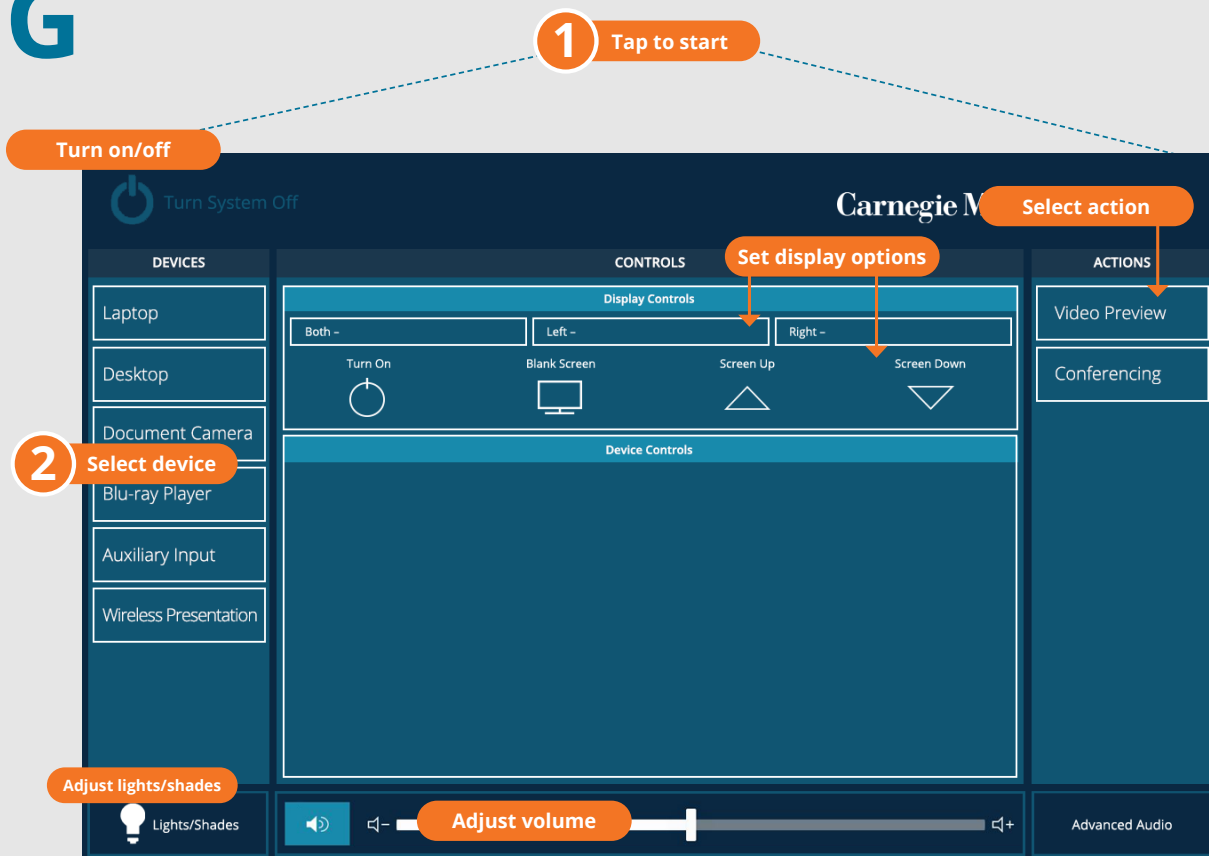 G
1 Tap to start
Turn on/off
Turn System Off
Carnegie
Select action
DEVICES
CONTROLS
Set display options
ACTIONS
Laptop
Desktop
Document Camera
2 Select device
Blu-ray Player
Auxiliary Input
Wireless Presentation
Display Controls
Both –
Left –
Right –
Turn On
Blank Screen
Screen Up
Screen Down
Device Controls
Video Preview
Conferencing
Adjust lights/shades
Lights/Shades
–
Adjust volume
+
Advanced Audio